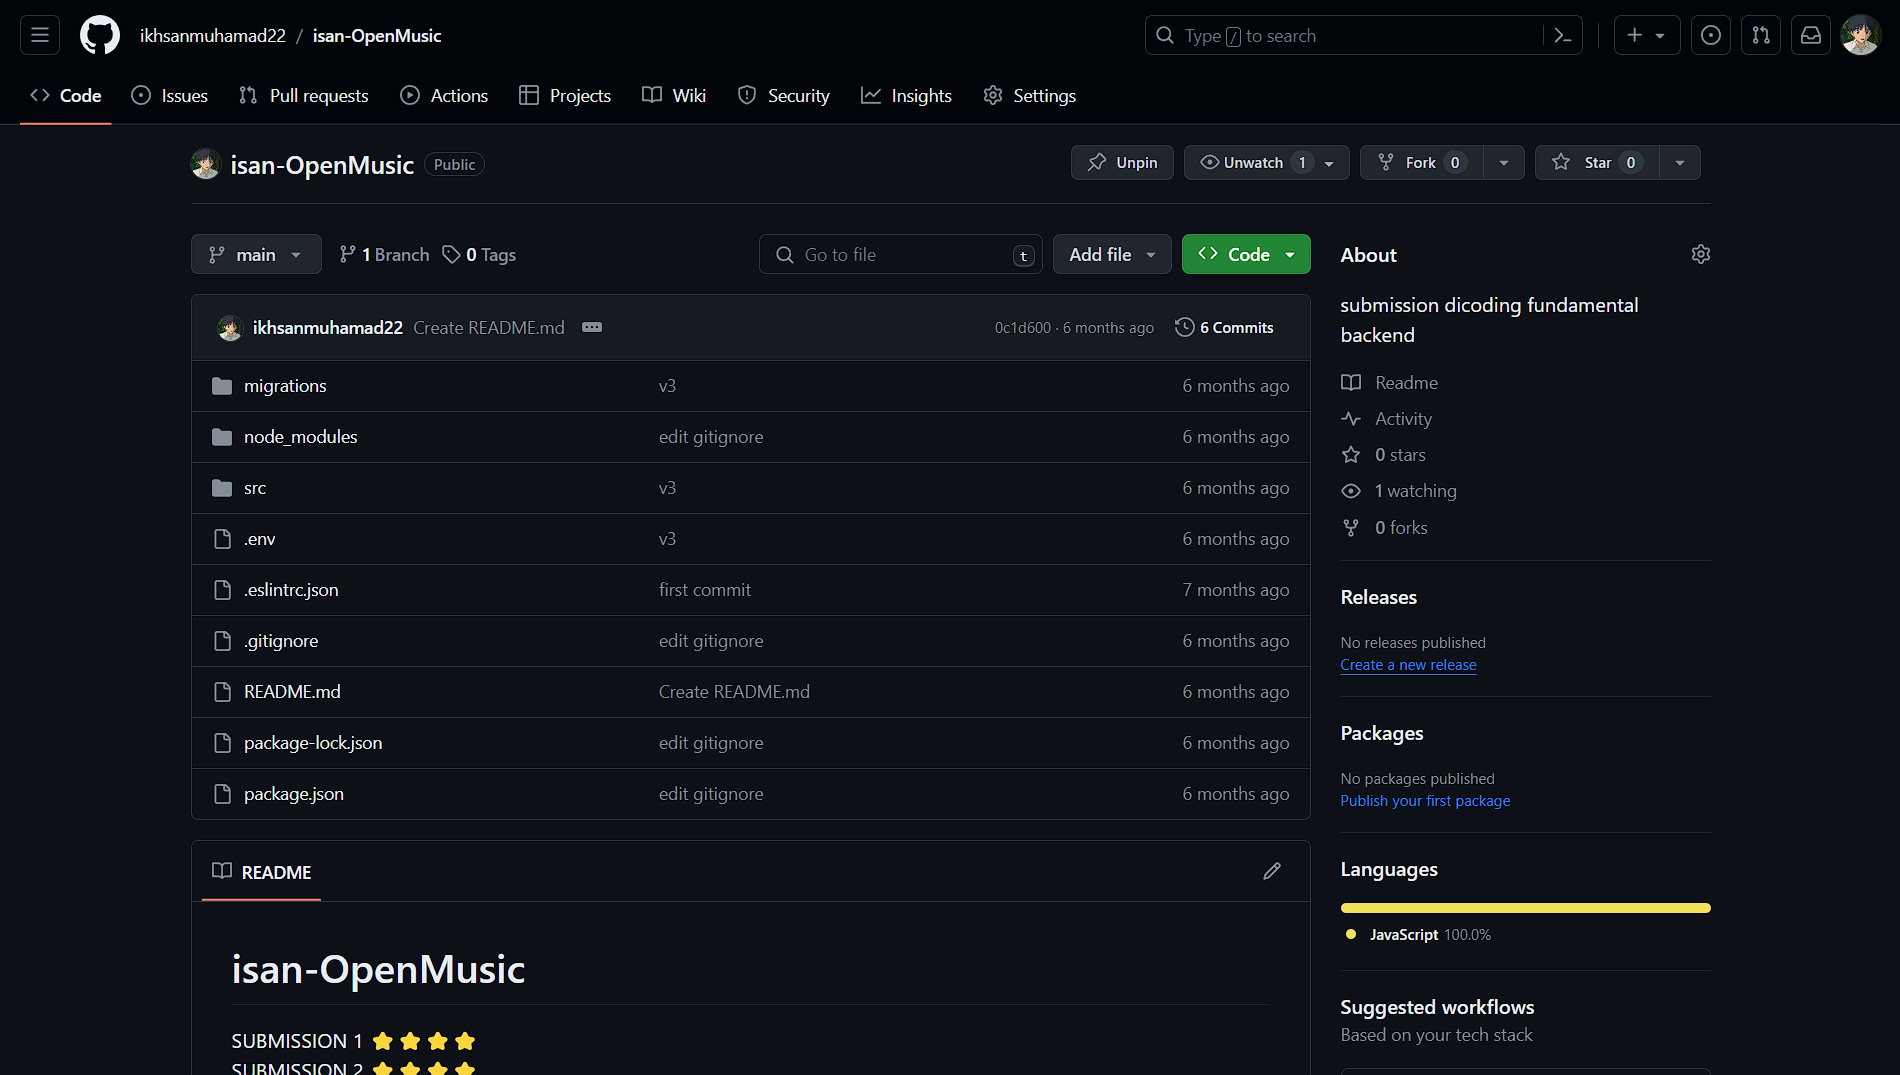 ikhsanmuhamad22 / isan-OpenMusic
Type / to search
Code Issues Pull requests Actions Projects Wiki Security Insights Settings
isan-OpenMusic Public
Unpin Unwatch 1 Fork 0 Star 0
main 1 Branch 0 Tags
Go to file t Add file Code
ikhsanmuhamad22 Create README.md 0c1d600 · 6 months ago 6 Commits
migrations v3 6 months ago
node_modules edit gitignore 6 months ago
src v3 6 months ago
.env v3 6 months ago
.eslintrc.json first commit 7 months ago
.gitignore edit gitignore 6 months ago
README.md Create README.md 6 months ago
package-lock.json edit gitignore 6 months ago
package.json edit gitignore 6 months ago
README
isan-OpenMusic
SUBMISSION 1 ⭐⭐⭐⭐
SUBMISSION 2 ⭐⭐⭐⭐
About
submission dicoding fundamental
backend
Readme
Activity
0 stars
1 watching
0 forks
Releases
No releases published
Create a new release
Packages
No packages published
Publish your first package
Languages
JavaScript 100.0%
Suggested workflows
Based on your tech stack